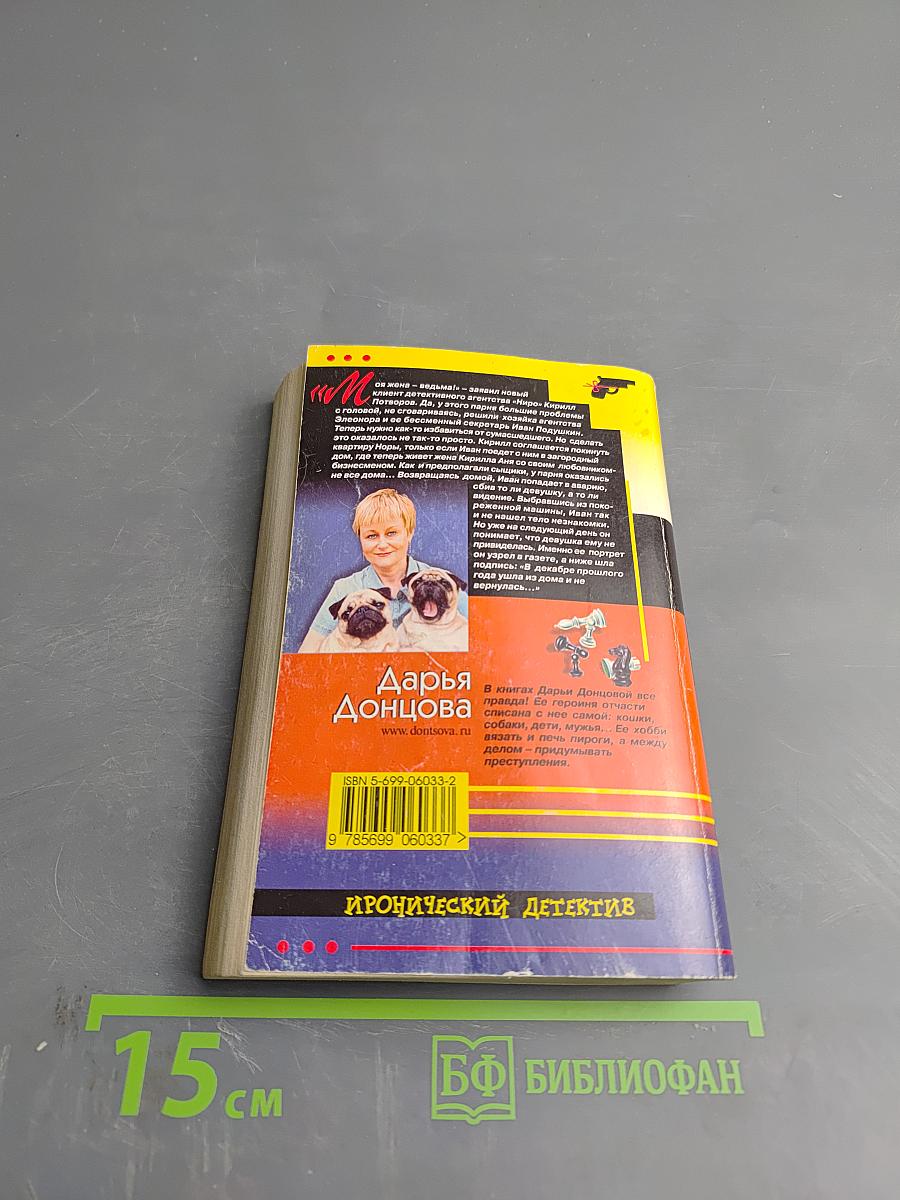 «Моя жена – ведьма!» – заявил новый
клиент детективного агентства «Ниро» Кирилл
Потворов. Да, у этого парня большие проблемы
с головой, не сговариваясь, решили хозяйка агентства
Элеонора и ее бессменный секретарь Иван Подушкин.
Теперь нужно как-то избавиться от сумасшедшего. Но сделать
это оказалось не так-то просто. Кирилл соглашается покинуть
квартиру Норы, только если Иван поедет с ним в загородный
дом, где теперь живет жена Кирилла Аня со своим любовником-
бизнесменом. Как и предполагали сыщики, у парня оказались
не все дома... Возвращаясь домой, Иван попадает в аварию,
сбив то ли девушку, а то ли
видение. Выбравшись из поко-
реженной машины, Иван так
и не нашел тело незнакомки.
Но уже на следующий день он
понимает, что девушка ему не
привиделась. Именно ее портрет
он узрел в газете, а ниже шла
подпись: «В декабре прошлого
года ушла из дома и не
вернулась...»
Дарья
Донцова
www.dontsova.ru
В книгах Дарьи Донцовой все
правда! Ее героиня отчасти
списана с нее самой: кошки,
собаки, дети, мужья... Ее хобби
вязать и печь пироги, а между
делом – придумывать
преступления.
ISBN 5-699-06033-2
9 785699 060337 >
ИРОНИЧЕСКИЙ ДЕТЕКТИВ
15 см
БФ БИБЛИОФАН